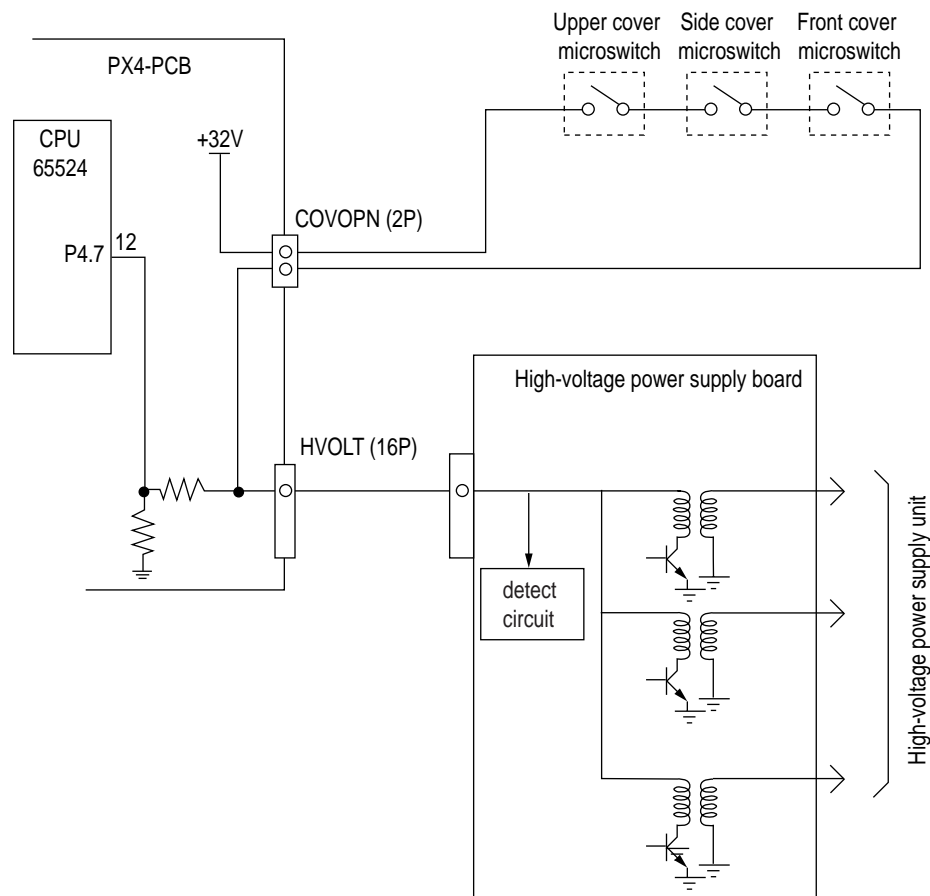 Upper cover
microswitch
Side cover
microswitch
Front cover
microswitch
PX4-PCB
CPU
65524
+32V
COVOPN (2P)
P4.7
12
High-voltage power supply board
HVOLT (16P)
detect
circuit
High-voltage power supply unit